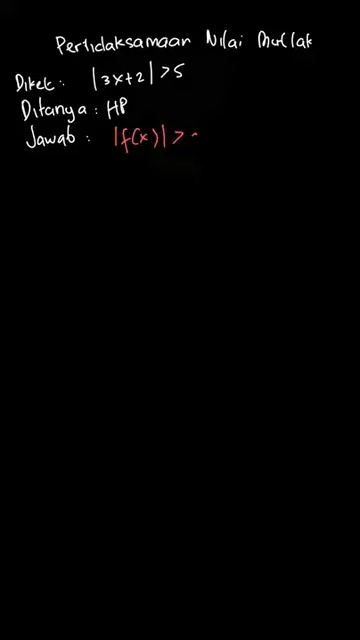 Pertidaksamaan Nilai Mutlak
Diket : |3x+2| >5
Ditanya : HP
Jawab : |f(x)| >